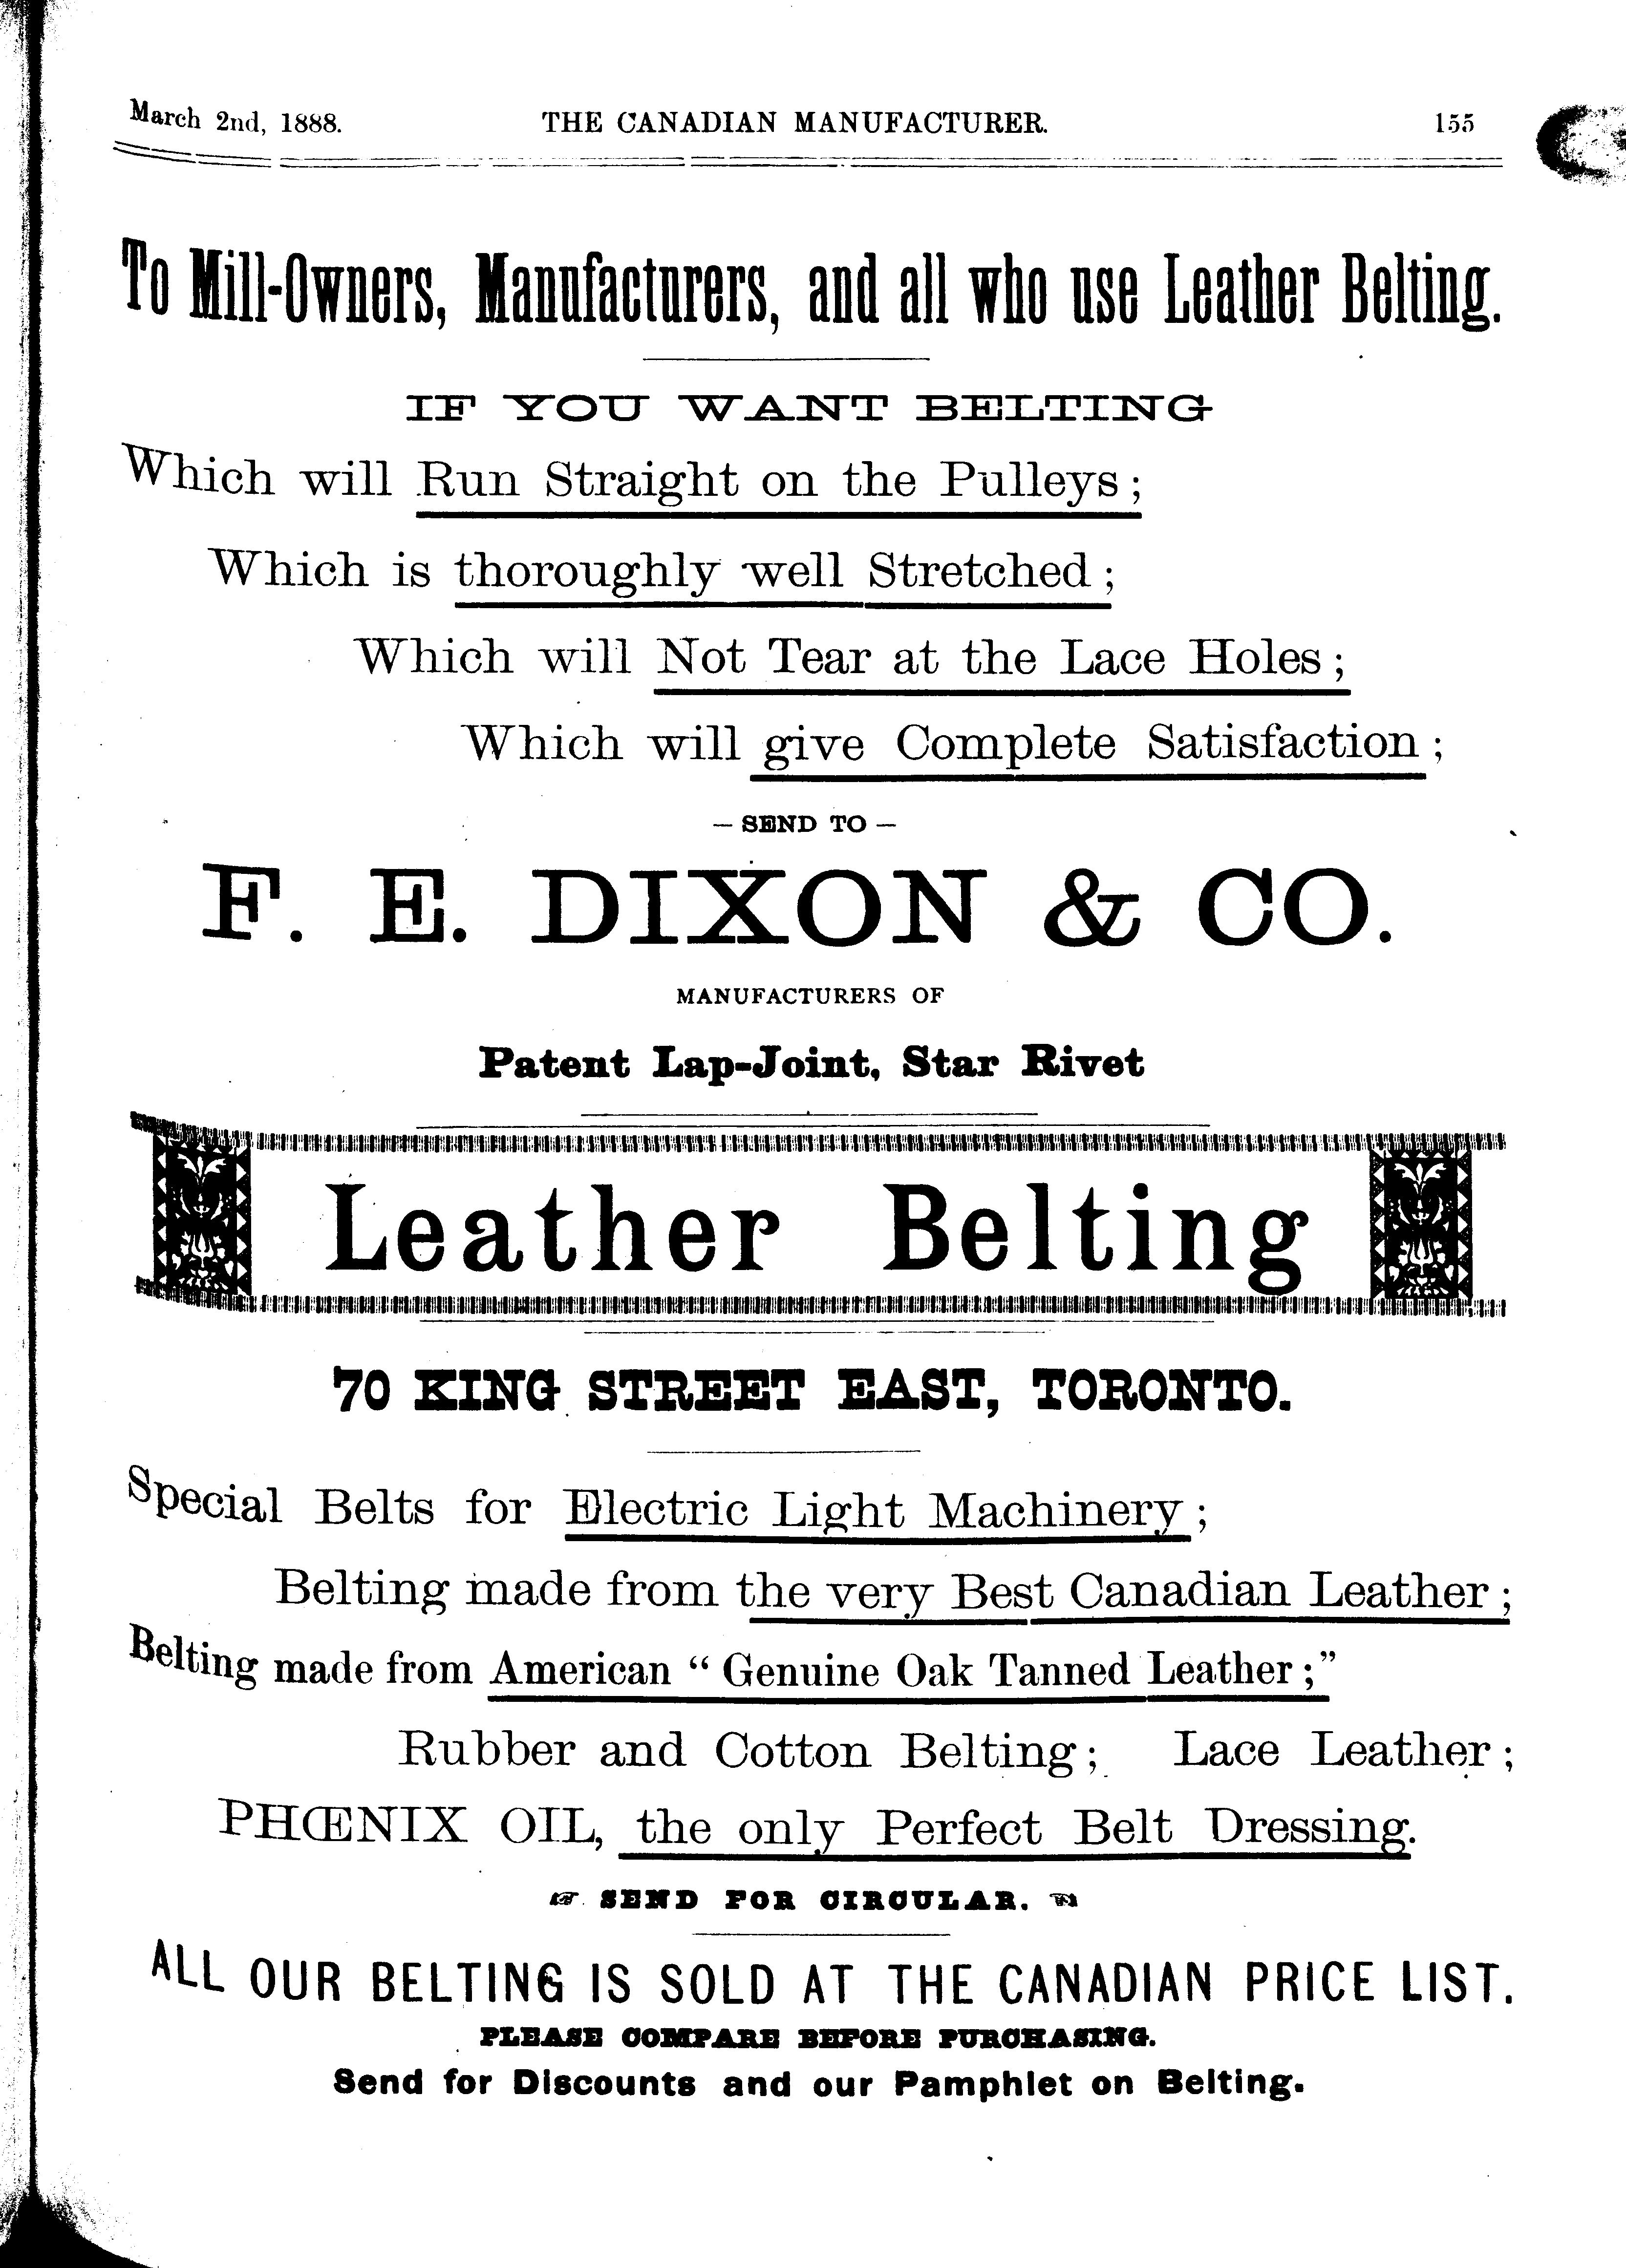 March 2nd, 1888. THE CANADIAN MANUFACTURER. 155
To Mill-Owners, Manufacturers, and all who use Leather Belting.
IF YOU WANT BELTING
Which will Run Straight on the Pulleys;
Which is thoroughly well Stretched;
Which will Not Tear at the Lace Holes;
Which will give Complete Satisfaction;
— SEND TO —
F. E. DIXON & CO.
MANUFACTURERS OF
Patent Lap-Joint, Star Rivet
Leather Belting
70 KING STREET EAST, TORONTO.
Special Belts for Electric Light Machinery;
Belting made from the very Best Canadian Leather;
Belting made from American “ Genuine Oak Tanned Leather;”
Rubber and Cotton Belting; Lace Leather;
PHŒNIX OIL, the only Perfect Belt Dressing.
☞ SEND FOR CIRCULAR. ☜
ALL OUR BELTING IS SOLD AT THE CANADIAN PRICE LIST.
PLEASE COMPARE BEFORE PURCHASING.
Send for Discounts and our Pamphlet on Belting.